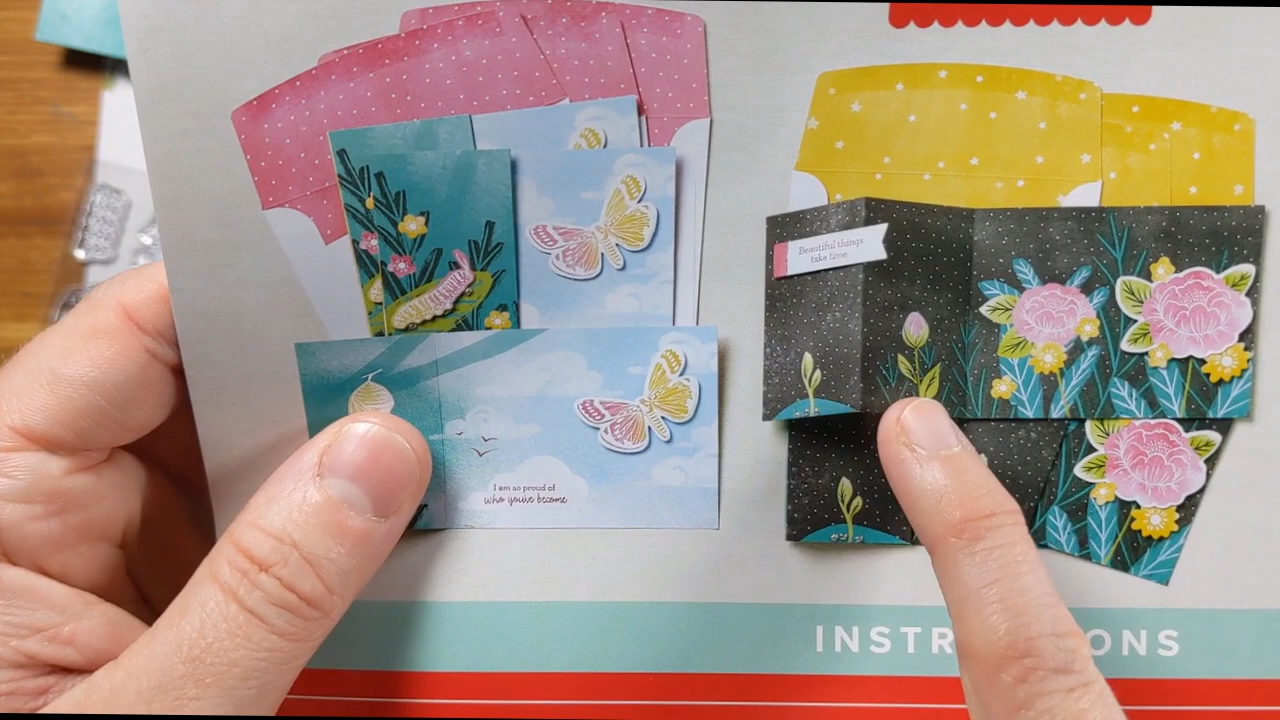 Beautiful things
take time
I am so proud of
who you've become
INSTR ONS